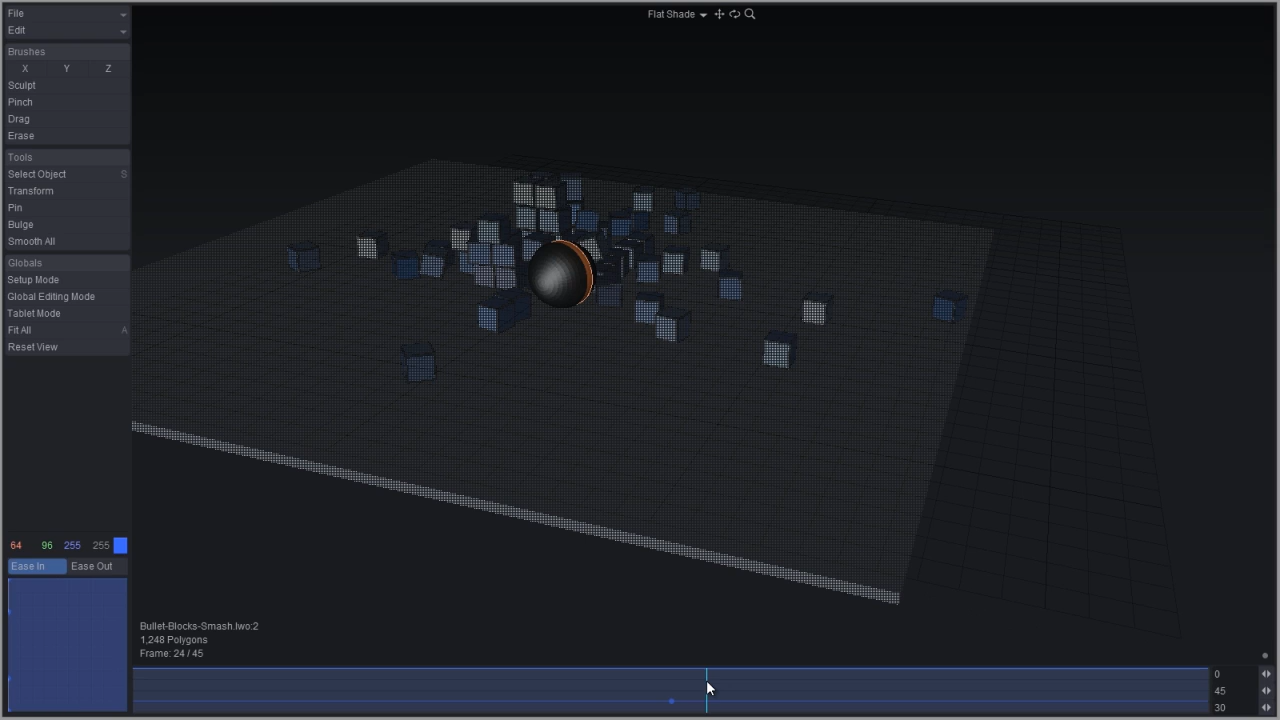 File
Edit
Brushes
X Y Z
Sculpt
Pinch
Drag
Erase
Tools
Select Object S
Transform
Pin
Bulge
Smooth All
Globals
Setup Mode
Global Editing Mode
Tablet Mode
Fit All A
Reset View
64 96 255 255
Ease In Ease Out
Flat Shade
Bullet-Blocks-Smash.lwo:2
1,248 Polygons
Frame: 24 / 45
0
45
30